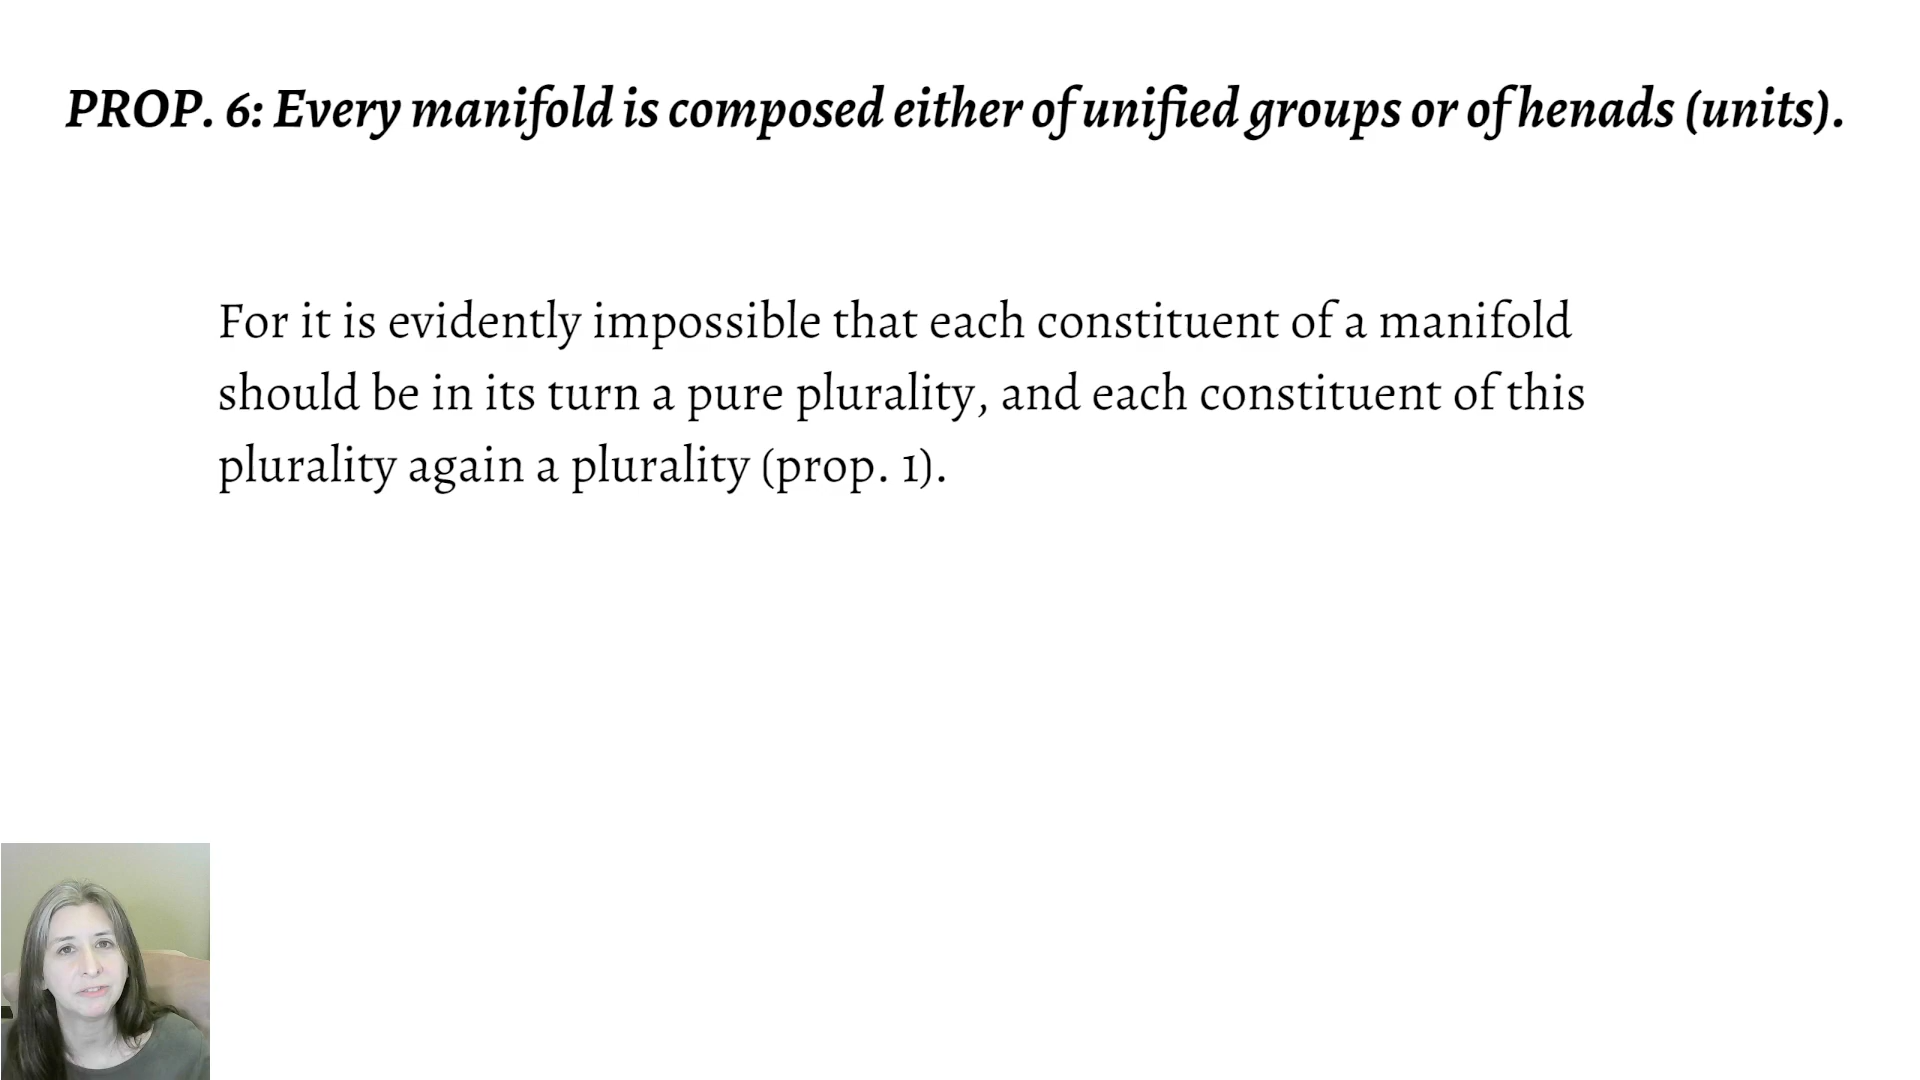 PROP. 6: Every manifold is composed either of unified groups or of henads (units).
For it is evidently impossible that each constituent of a manifold
should be in its turn a pure plurality, and each constituent of this
plurality again a plurality (prop. 1).